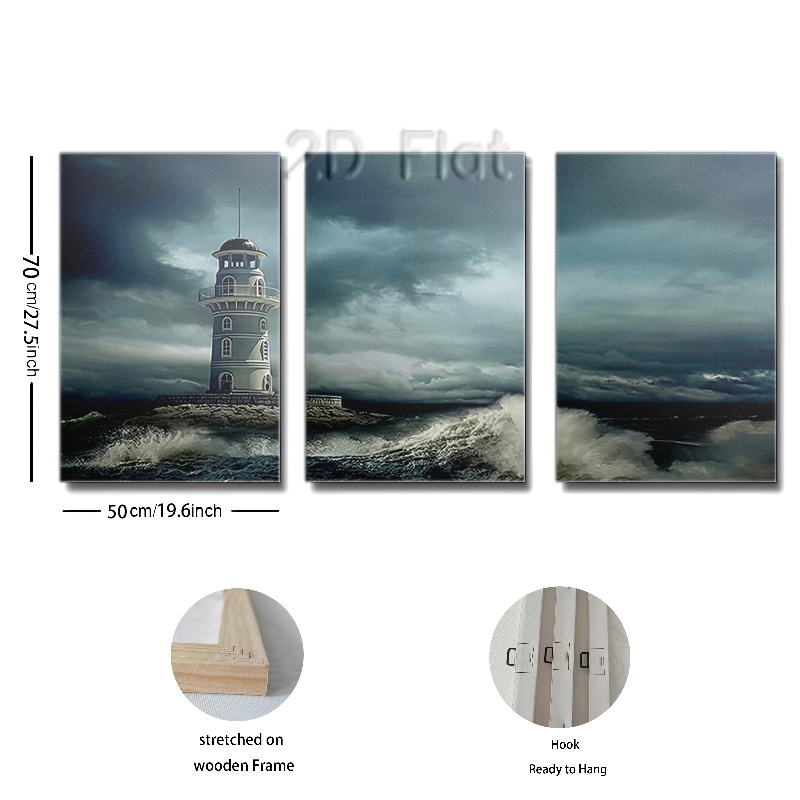 2D Flat
70 cm/27.5inch
50cm/19.6inch
stretched on
wooden Frame
Hook
Ready to Hang